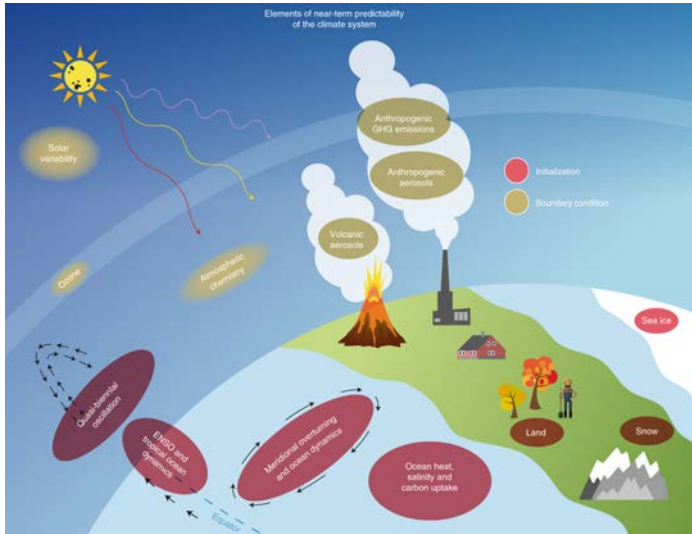 Elements of near-term predictability
of the climate system
Anthropogenic
GHG emissions
Solar
variability
Anthropogenic
aerosols
Initialization
Boundary condition
Volcanic
aerosols
Ozone
Atmospheric
chemistry
Sea ice
Quasi-biennial
oscillation
ENSO and
tropical ocean
dynamics
Meridional overturning
and ocean dynamics
Land
Snow
Ocean heat,
salinity and
carbon uptake
Equator